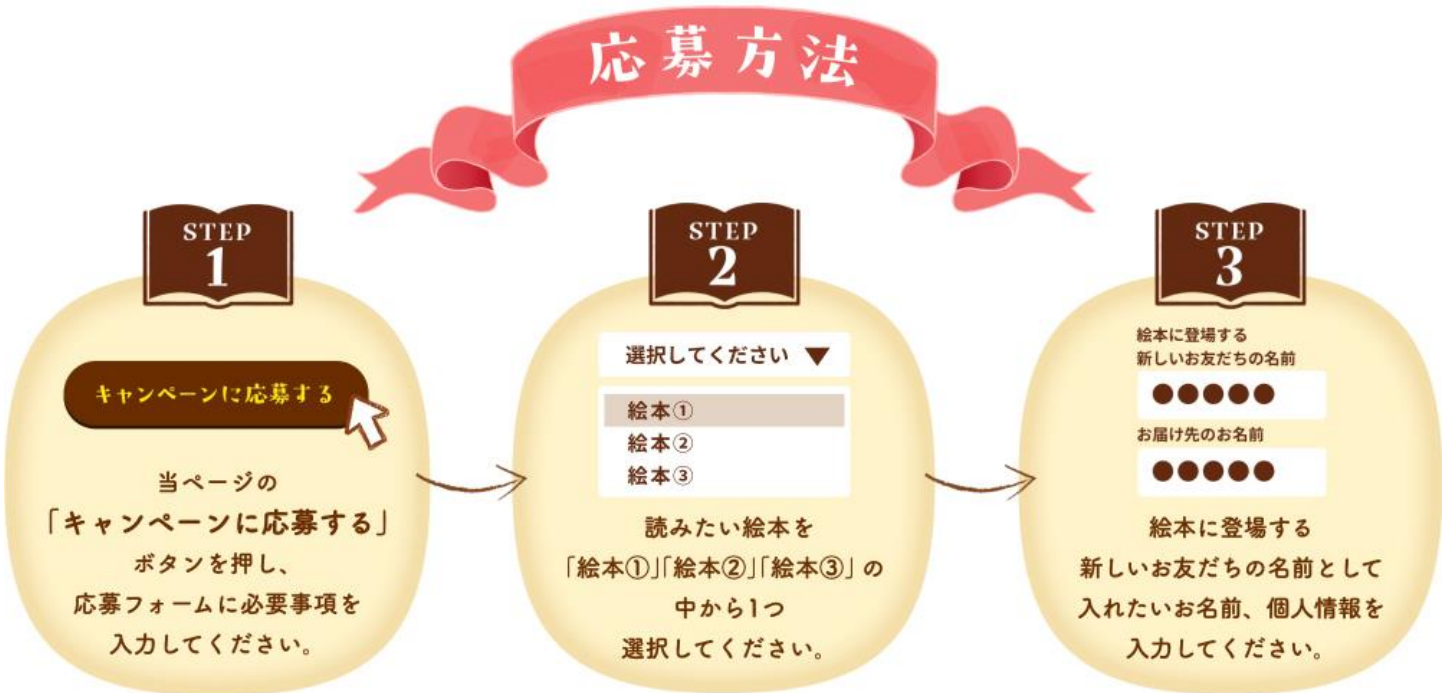 応募方法
STEP
1
キャンペーンに応募する
当ページの
「キャンペーンに応募する」
ボタンを押し、
応募フォームに必要事項を
入力してください。
STEP
2
選択してください ▼
絵本①
絵本②
絵本③
読みたい絵本を
「絵本①」「絵本②」「絵本③」の
中から1つ
選択してください。
STEP
3
絵本に登場する
新しいお友だちの名前
●●●●●
お届け先のお名前
●●●●●
絵本に登場する
新しいお友だちの名前として
入れたいお名前、個人情報を
入力してください。